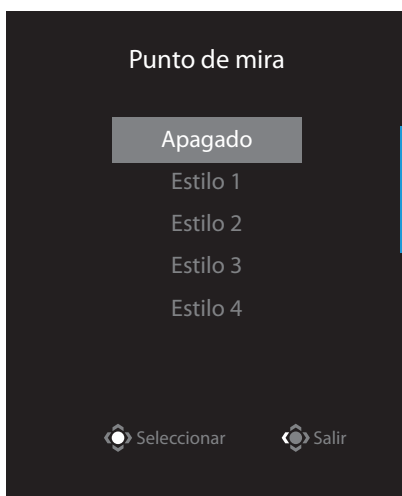 Punto de mira
Apagado
Estilo 1
Estilo 2
Estilo 3
Estilo 4
Seleccionar Salir